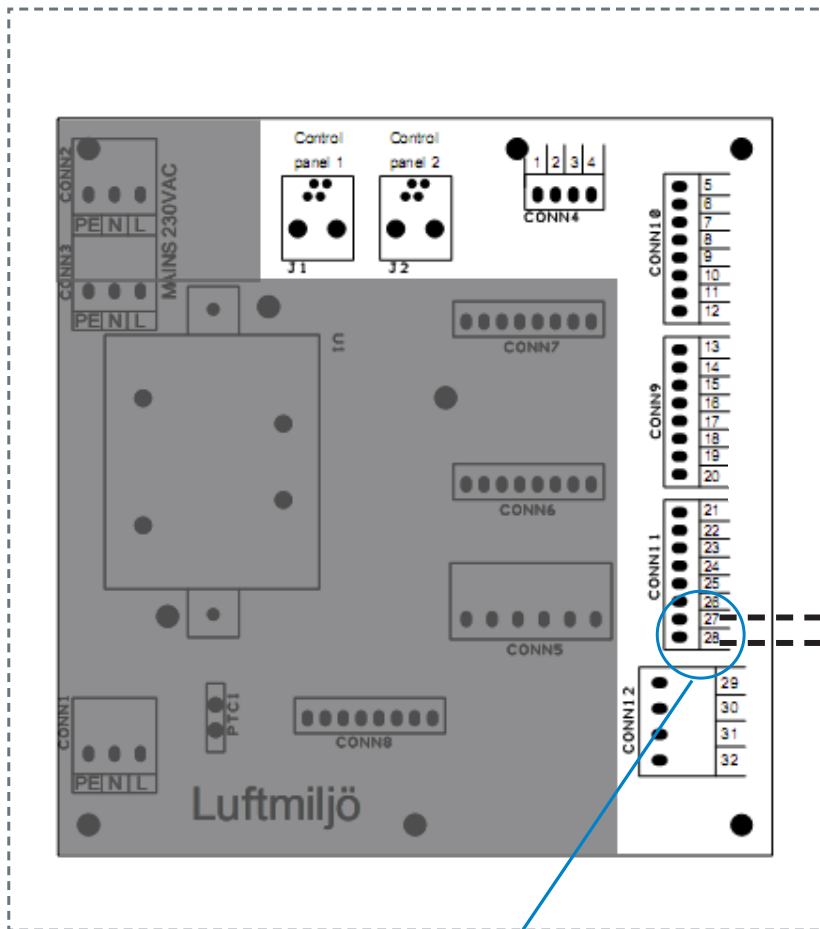 Control
panel 1
Control
panel 2
1 2 3 4
CONN4
J1
J2
CONN2
PE N L
MAINS 230VAC
CONN3
PE N L
U1
CONN7
CONN6
CONN5
CONN10
5
6
7
8
9
10
11
12
CONN9
13
14
15
16
17
18
19
20
CONN11
21
22
23
24
25
26
27
28
CONN12
29
30
31
32
CONN1
PE N L
PTC1
CONN8
Luftmiljö